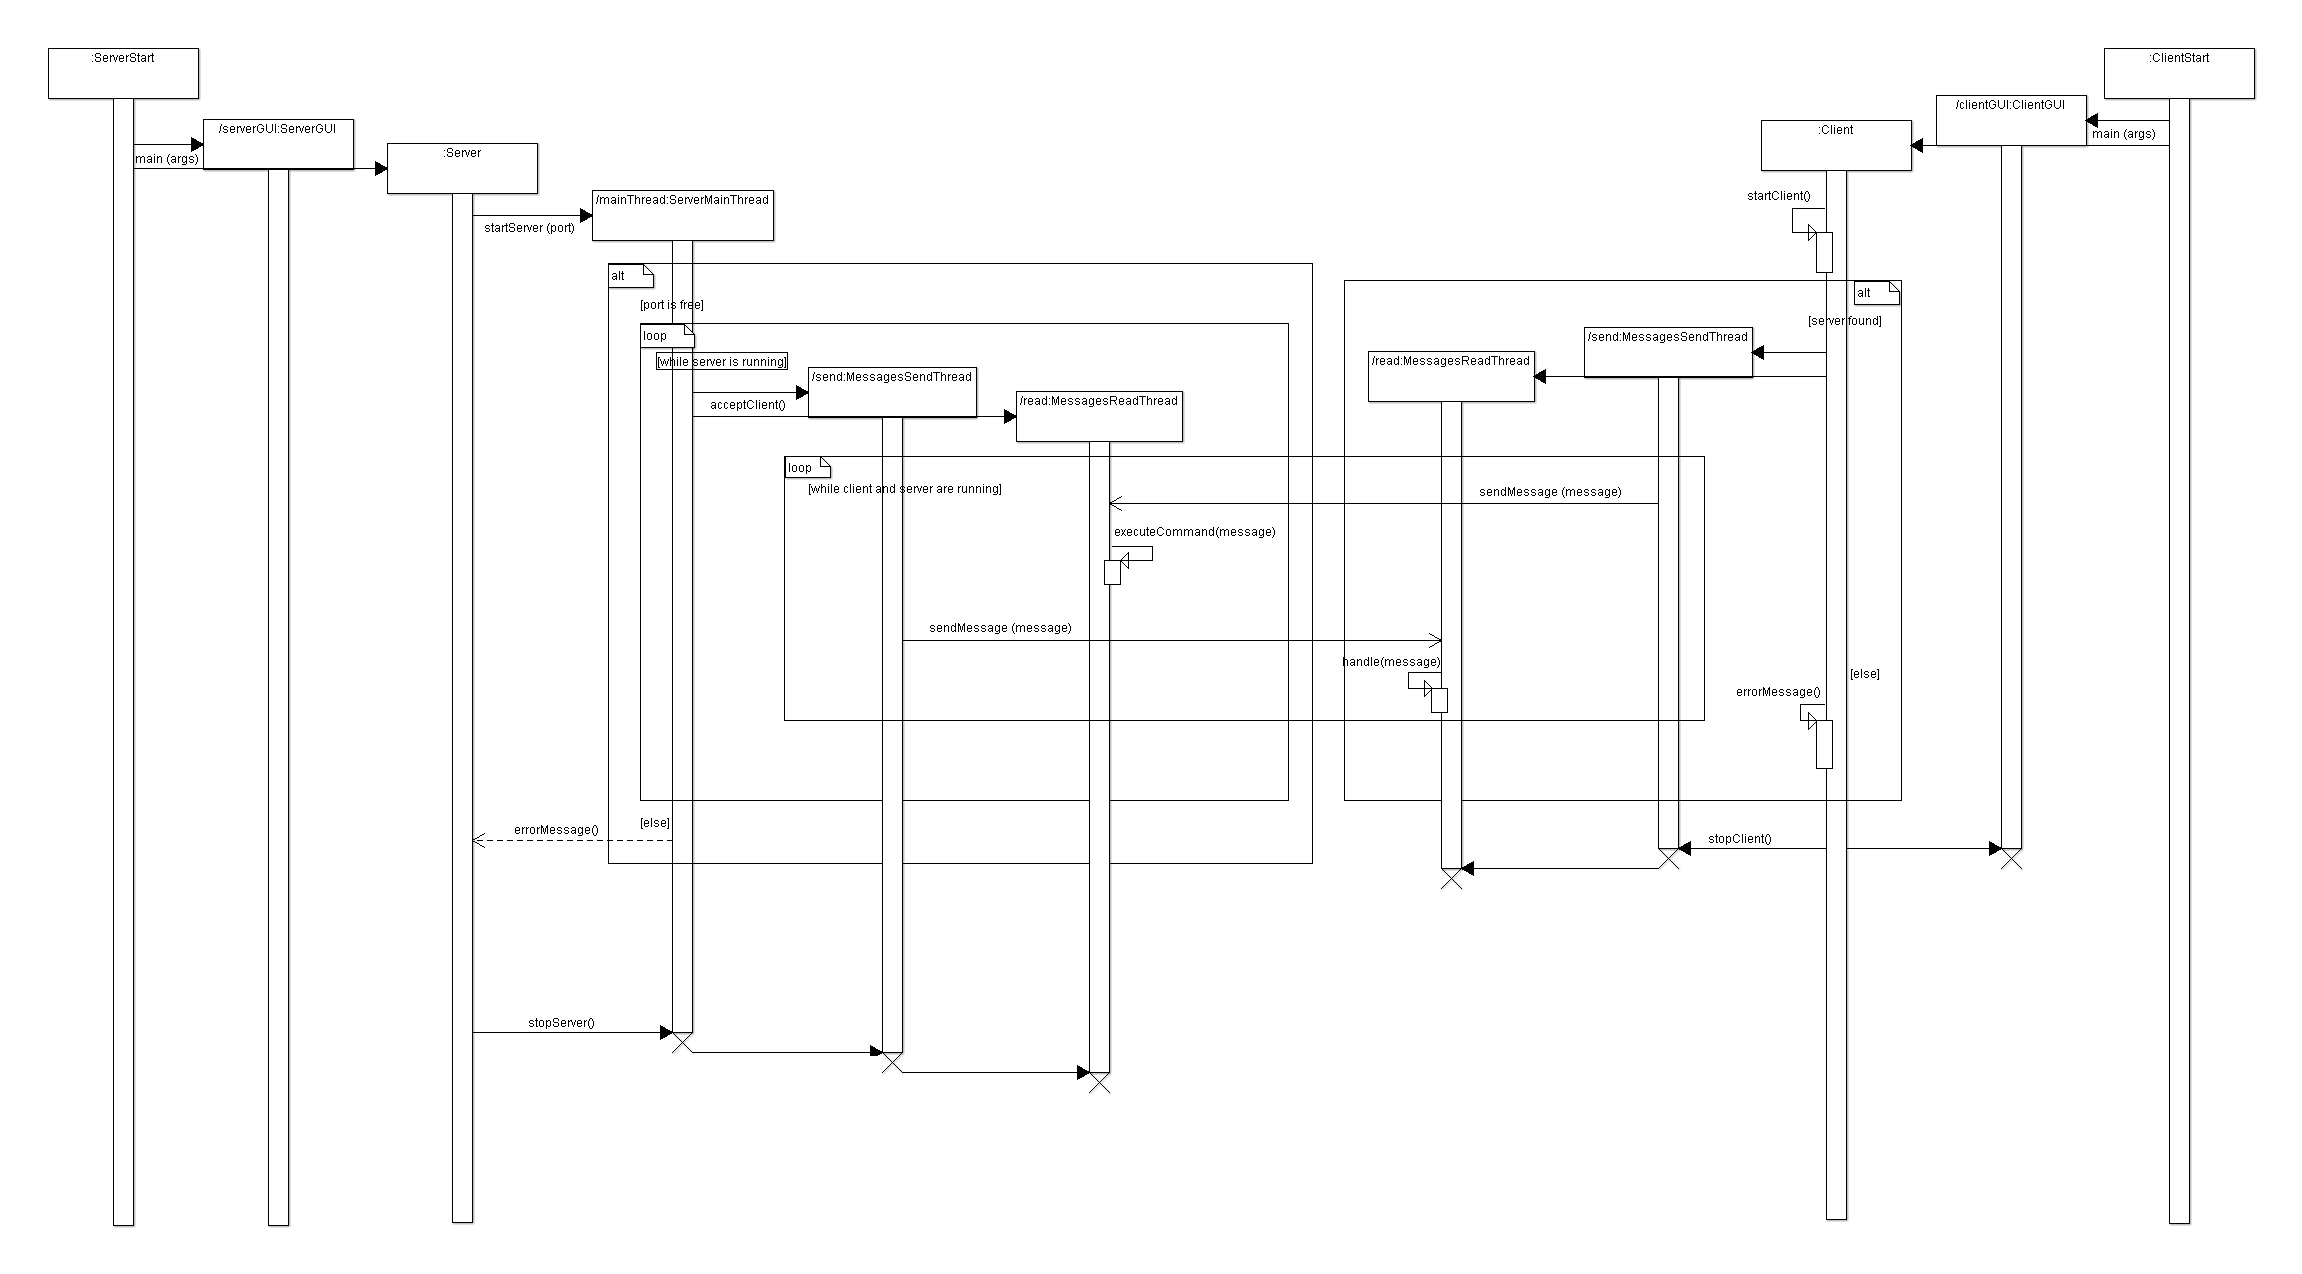 :ServerStart
:ClientStart
/clientGUI:ClientGUI
/serverGUI:ServerGUI
:Client
main (args)
:Server
main (args)
/mainThread:ServerMainThread
startClient()
startServer (port)
alt
alt
[port is free]
[server found]
loop
/send:MessagesSendThread
[while server is running]
/read:MessagesReadThread
/send:MessagesSendThread
/read:MessagesReadThread
acceptClient()
loop
[while client and server are running]
sendMessage (message)
executeCommand(message)
sendMessage (message)
handle(message)
[else]
errorMessage()
[else]
errorMessage()
stopClient()
stopServer()